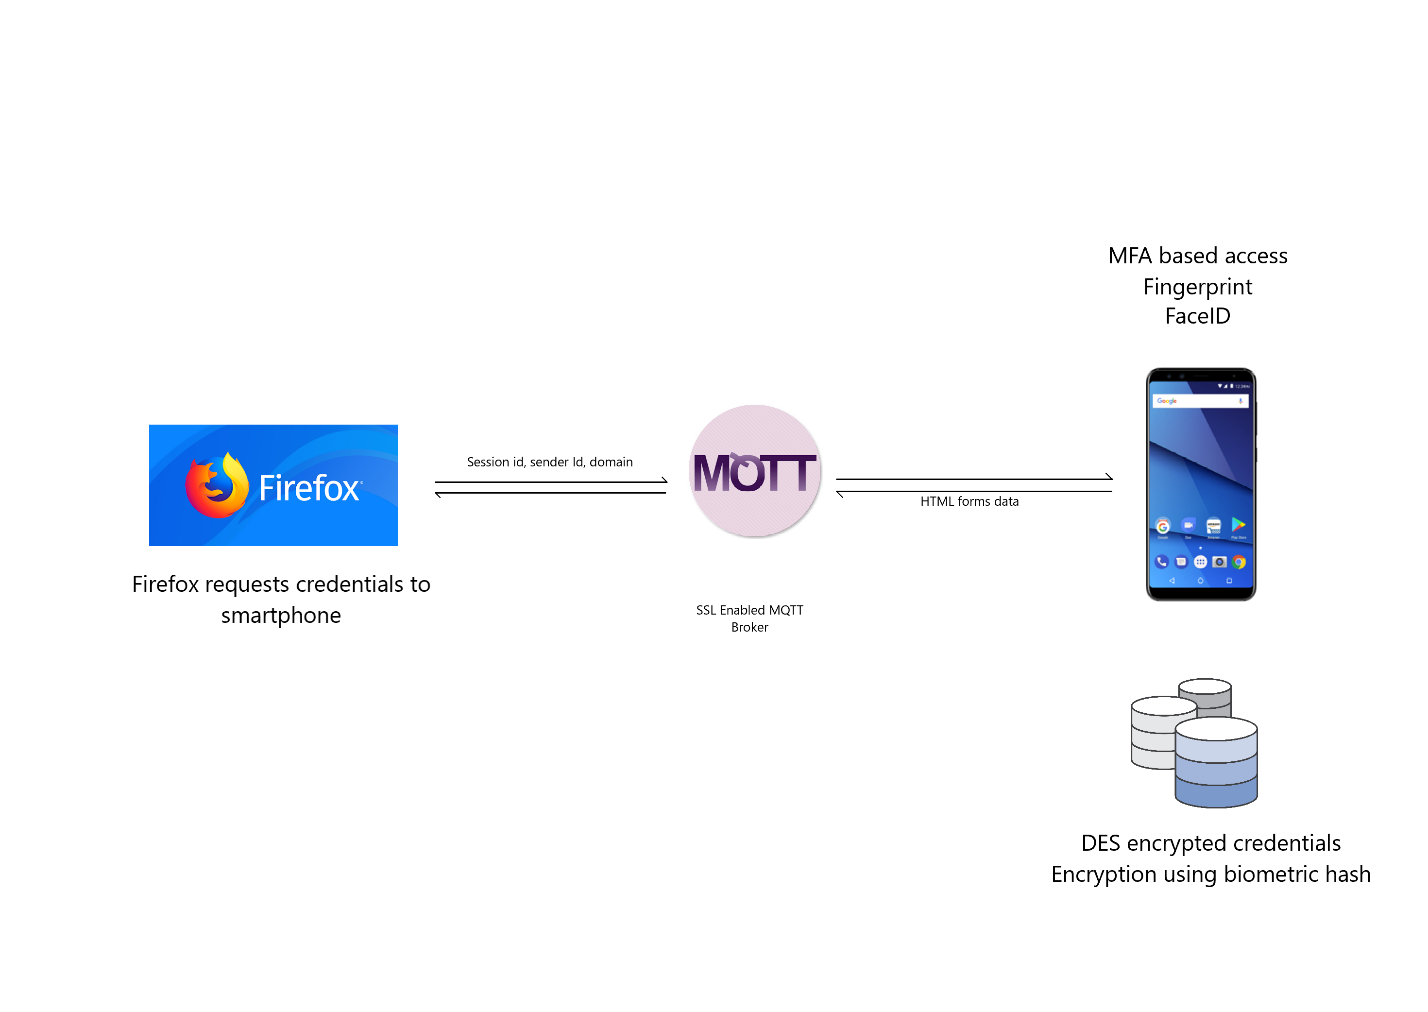 MFA based access
Fingerprint
FaceID
Google
Firefox
Session id, sender Id, domain
MQTT
HTML forms data
Firefox requests credentials to
smartphone
SSL Enabled MQTT
Broker
DES encrypted credentials
Encryption using biometric hash